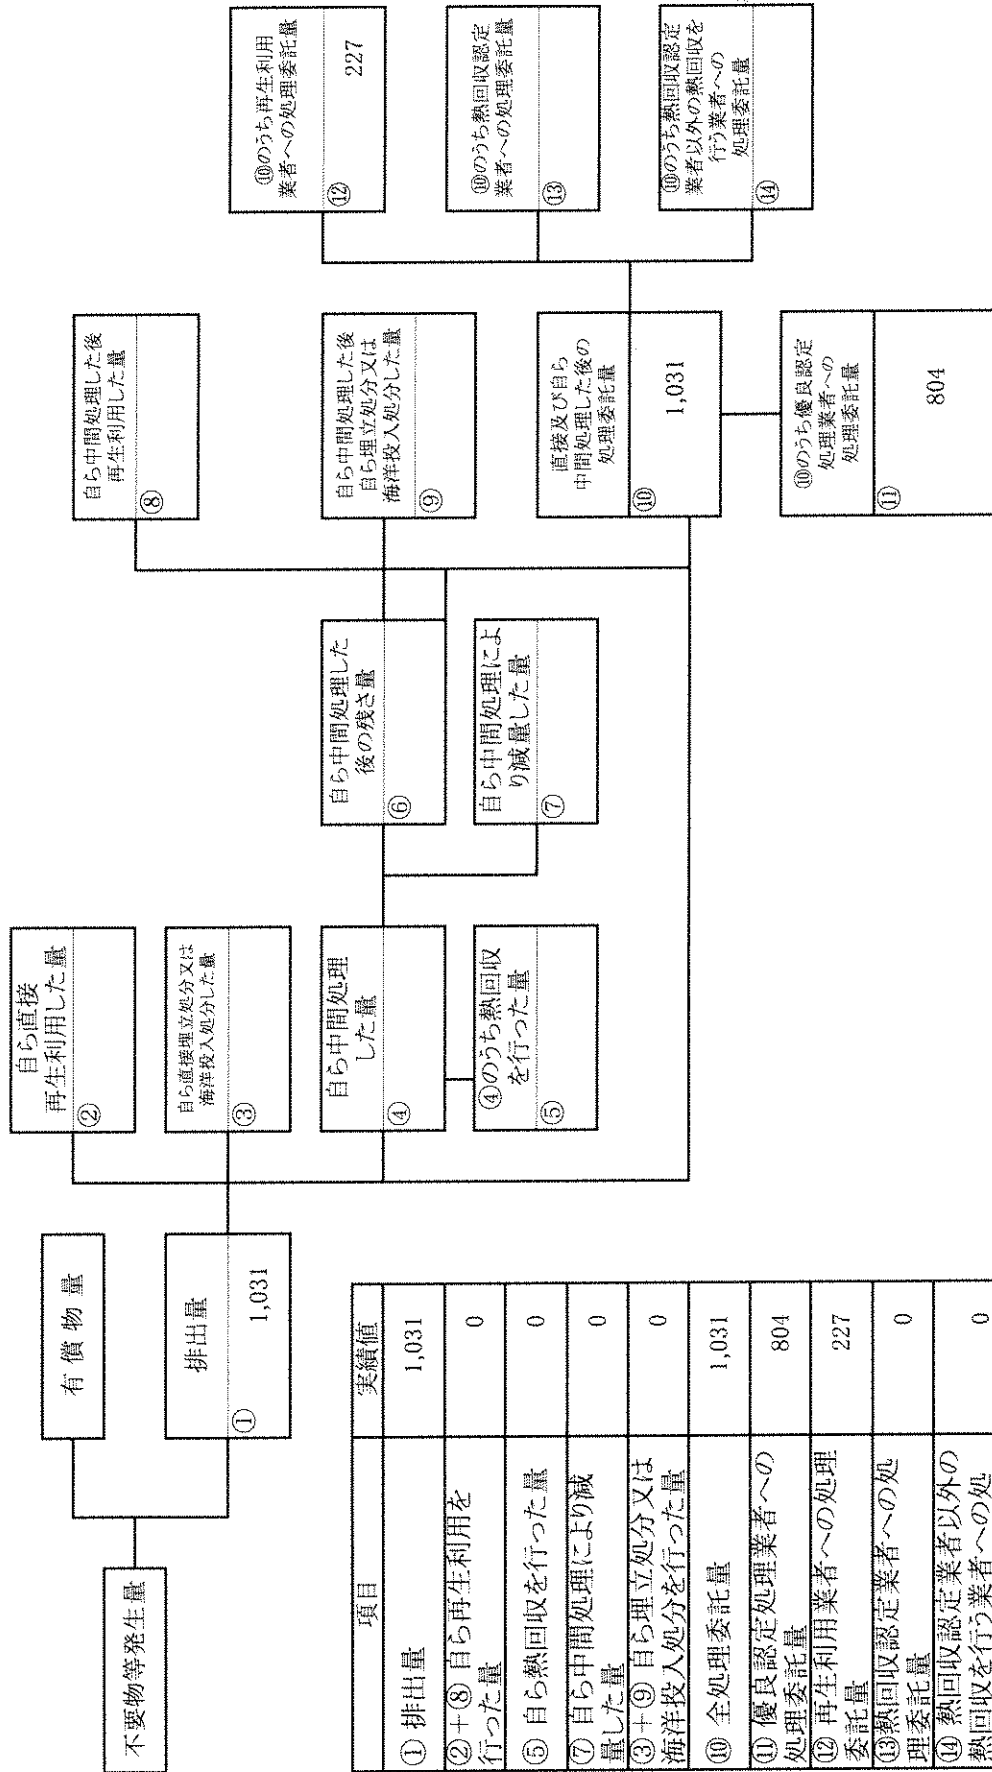 不要物等発生量
有 償 物 量
排出量
①
1,031
自ら直接
再生利用した量
②
自ら直接埋立処分又は
海洋投入処分した量
③
自ら中間処理
した量
④
④のうち熱回収
を行った量
⑤
自ら中間処理した
後の残さ量
⑥
自ら中間処理によ
り減量した量
⑦
自ら中間処理した後
再生利用した量
⑧
自ら中間処理した後
自ら埋立処分又は
海洋投入処分した量
⑨
直接及び自ら
中間処理した後の
処理委託量
⑩
1,031
⑩のうち優良認定
処理業者への
処理委託量
⑪
804
⑩のうち再生利用
業者への処理委託量
⑫
227
⑩のうち熱回収認定
業者への処理委託量
⑬
⑩のうち熱回収認定
業者以外の熱回収を
行う業者への
処理委託量
⑭
項目 実績値
① 排出量 1,031
②+⑧ 自ら再生利用を
行った量 0
⑤ 自ら熱回収を行った量 0
⑦ 自ら中間処理により減
量した量 0
③+⑨ 自ら埋立処分又は
海洋投入処分を行った量 0
⑩ 全処理委託量 1,031
⑪ 優良認定処理業者への
処理委託量 804
⑫ 再生利用業者への処理
委託量 227
⑬熱回収認定業者への処
理委託量 0
⑭ 熱回収認定業者以外の
熱回収を行う業者への処 0